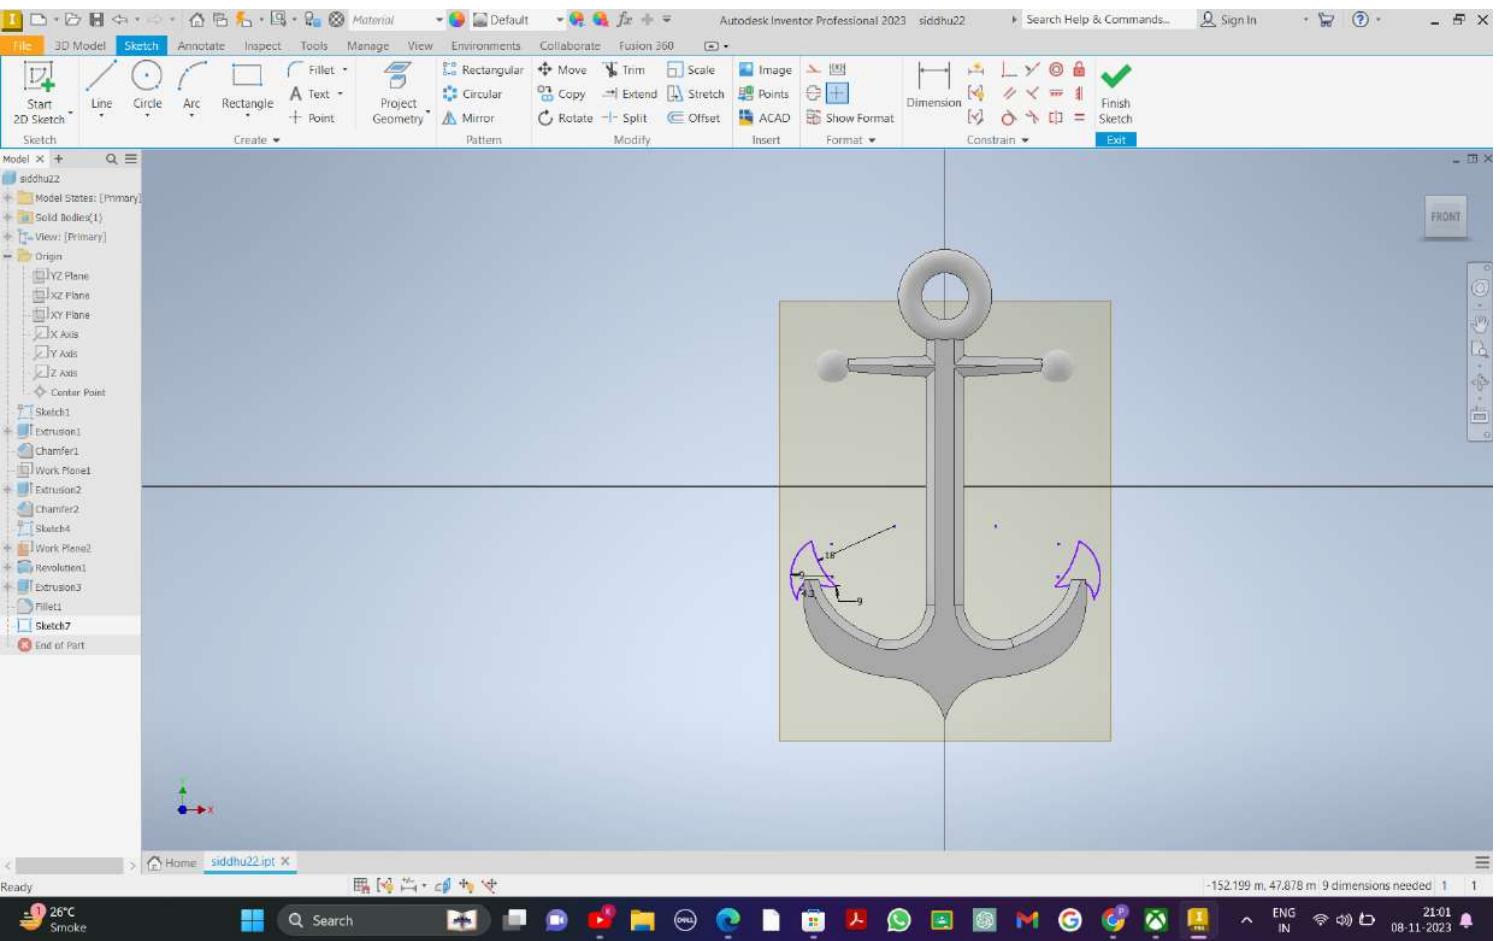 Material Default fx Autodesk Inventor Professional 2023 siddhu22 Search Help & Commands... Sign In
File 3D Model Sketch Annotate Inspect Tools Manage View Environments Collaborate Fusion 360
Fillet Rectangular Move Trim Scale Image
Text Circular Copy Extend Stretch Points
Start 2D Sketch Line Circle Arc Rectangle Project Geometry Dimension Finish Sketch
Point Mirror Rotate Split Offset ACAD Show Format
Sketch Create Pattern Modify Insert Format Constrain Exit
Model
siddhu22
Model States: [Primary]
Solid Bodies(1)
View: [Primary]
Origin
YZ Plane
XZ Plane
XY Plane
X Axis
Y Axis
Z Axis
Center Point
Sketch1
Extrusion1
Chamfer1
Work Plane1
Extrusion2
Chamfer2
Sketch4
Work Plane2
Revolution1
Extrusion3
Fillet1
Sketch7
End of Part
FRONT
18
9
9
X
Home siddhu22.ipt
Ready -152.199 m, 47.878 m 9 dimensions needed 1 1
1 26°C
Smoke
Search
ENG
IN
21:01
08-11-2023